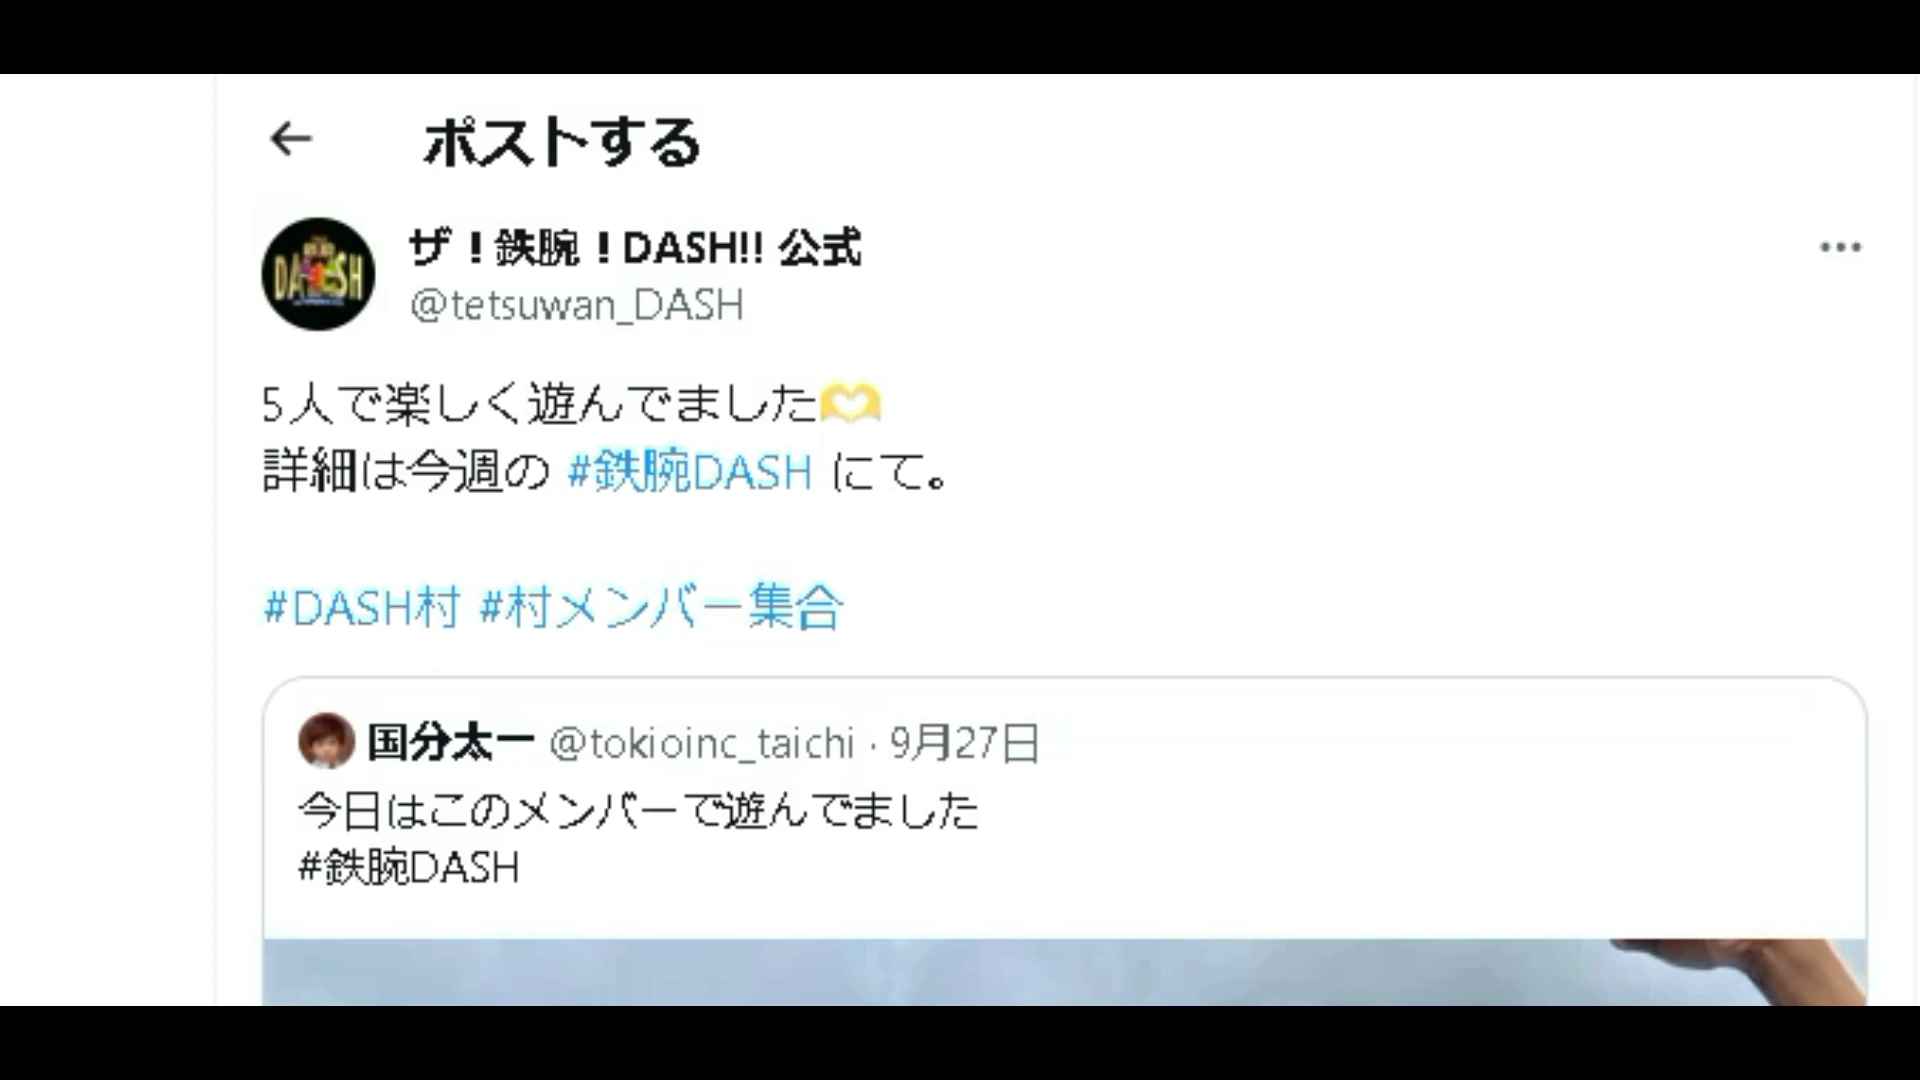 ポストする
DASH
ザ！鉄腕！DASH!! 公式
@tetsuwan_DASH
5人で楽しく遊んでました🫶
詳細は今週の #鉄腕DASH にて。
#DASH村 #村メンバー集合
国分太一 @tokioinc_taichi · 9月27日
今日はこのメンバーで遊んでました
#鉄腕DASH